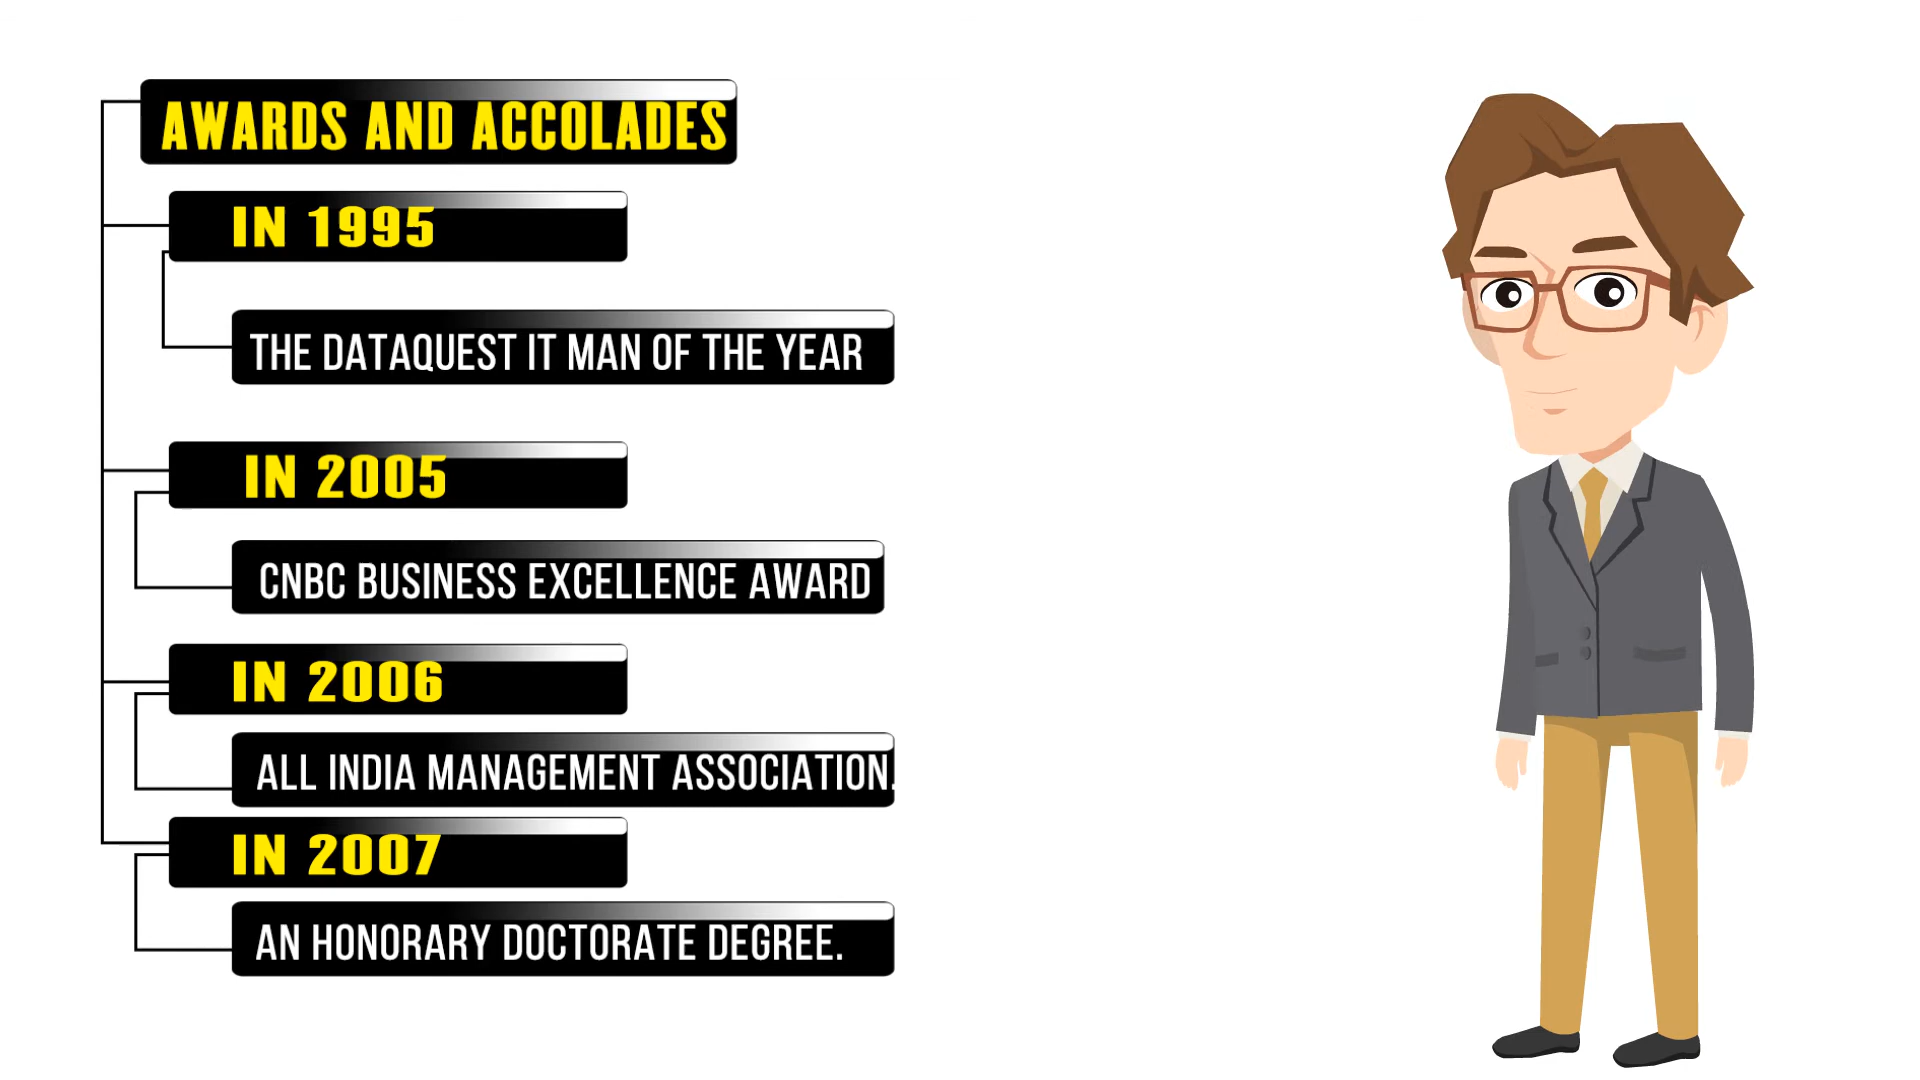 AWARDS AND ACCOLADES
IN 1995
THE DATAQUEST IT MAN OF THE YEAR
IN 2005
CNBC BUSINESS EXCELLENCE AWARD
IN 2006
ALL INDIA MANAGEMENT ASSOCIATION.
IN 2007
AN HONORARY DOCTORATE DEGREE.